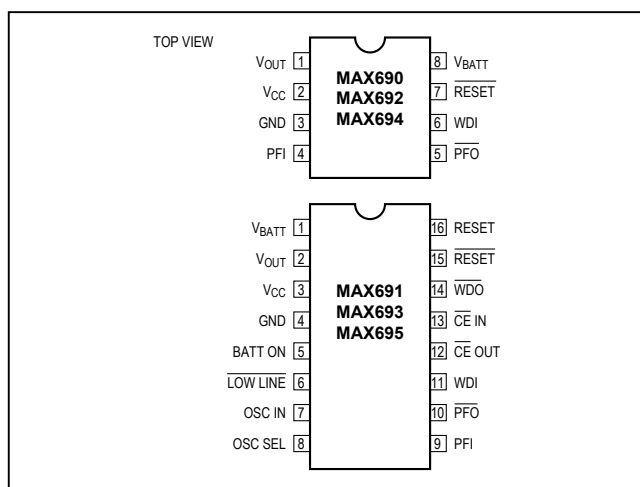 TOP VIEW
VOUT 1
VCC 2
GND 3
PFI 4
MAX690
MAX692
MAX694
8 VBATT
7 RESET
6 WDI
5 PFO
VBATT 1
VOUT 2
VCC 3
GND 4
BATT ON 5
LOW LINE 6
OSC IN 7
OSC SEL 8
MAX691
MAX693
MAX695
16 RESET
15 RESET
14 WDO
13 CE IN
12 CE OUT
11 WDI
10 PFO
9 PFI